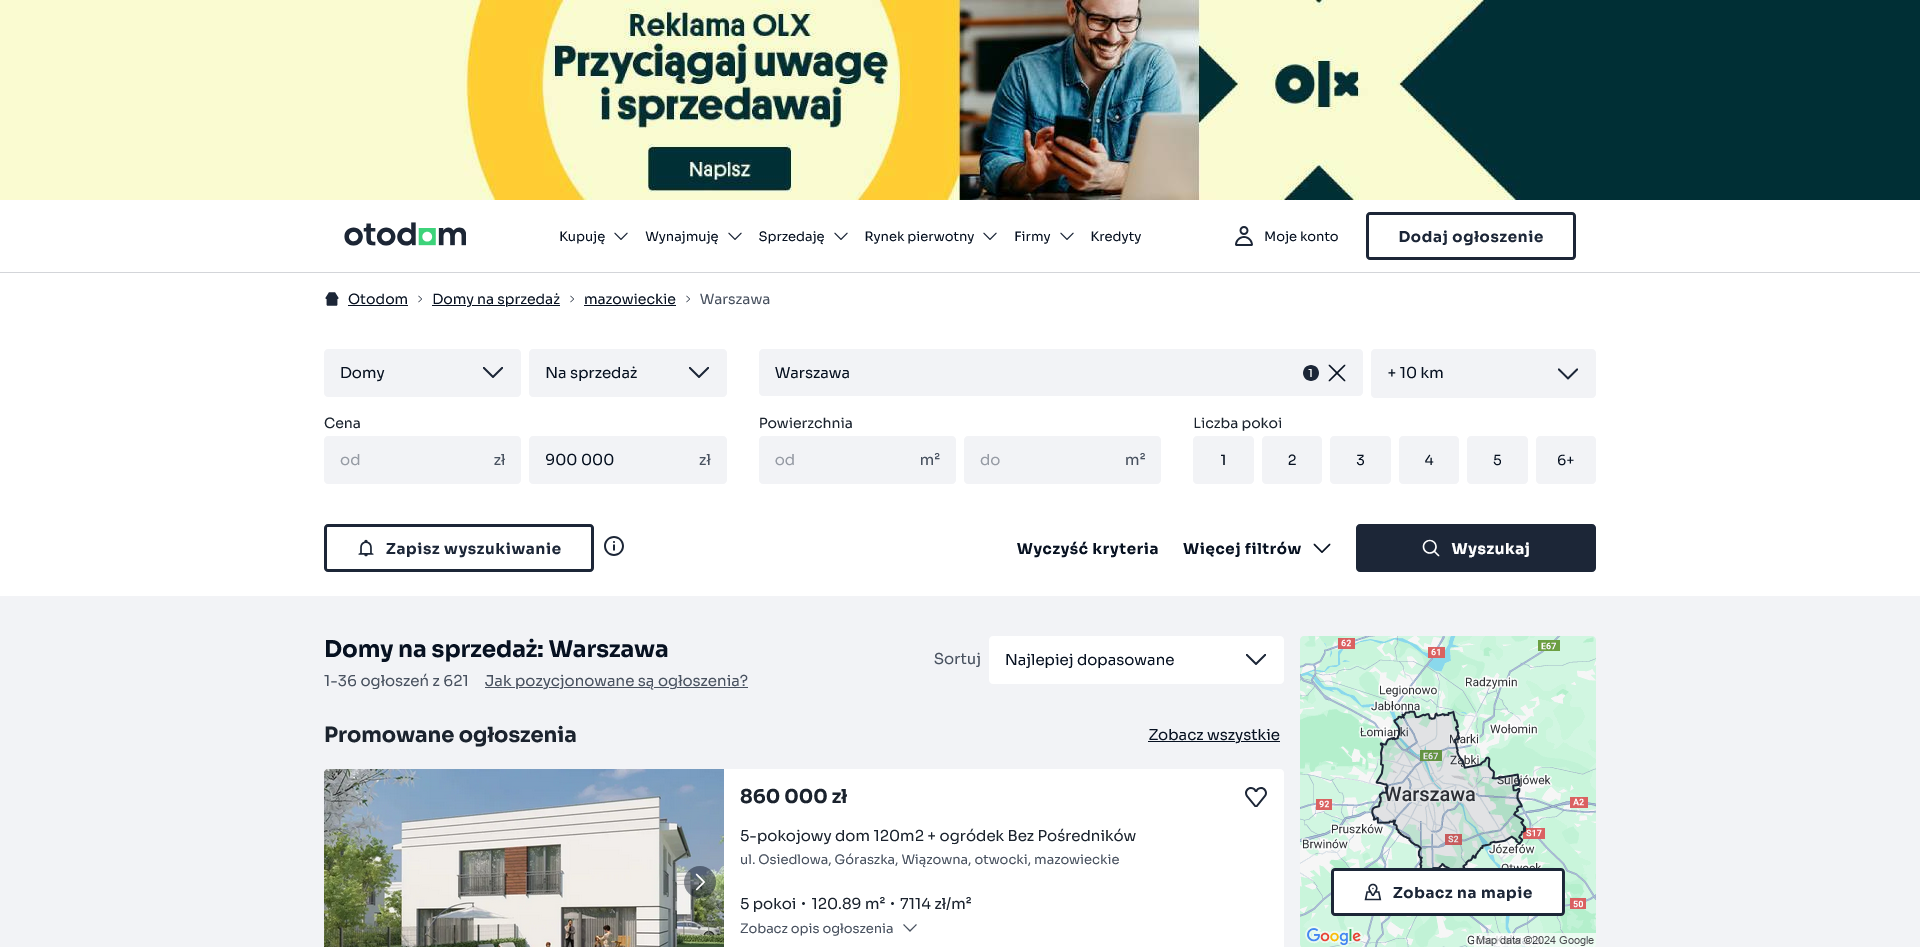 Reklama OLX
Przyciągaj uwagę
i sprzedawaj
Napisz
olx
otodom
Kupuję
Wynajmuję
Sprzedaję
Rynek pierwotny
Firmy
Kredyty
Moje konto
Dodaj ogłoszenie
Otodom > Domy na sprzedaż > mazowieckie > Warszawa
Domy
Na sprzedaż
Warszawa
1
+ 10 km
Cena
Powierzchnia
Liczba pokoi
od zł
900 000 zł
od m²
do m²
1
2
3
4
5
6+
Zapisz wyszukiwanie
Wyczyść kryteria
Więcej filtrów
Wyszukaj
Domy na sprzedaż: Warszawa
1-36 ogłoszeń z 621
Jak pozycjonowane są ogłoszenia?
Sortuj
Najlepiej dopasowane
Promowane ogłoszenia
Zobacz wszystkie
860 000 zł
5-pokojowy dom 120m2 + ogródek Bez Pośredników
ul. Osiedlowa, Góraszka, Wiązowna, otwocki, mazowieckie
5 pokoi • 120.89 m² • 7114 zł/m²
Zobacz opis ogłoszenia
62
61
E67
Radzymin
Legionowo
Jabłonna
Wołomin
Łomianki
Marki
E67
Ząbki
Sulejówek
Warszawa
92
A2
Pruszków
S17
S2
Brwinów
Józefów
Otwock
Zobacz na mapie
50
Google
Map data ©2024 Google